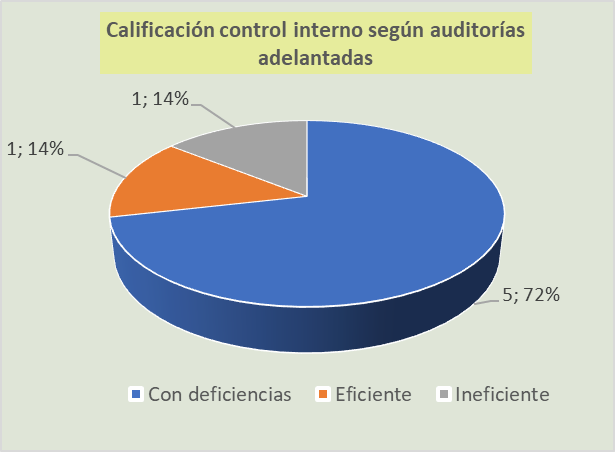 Calificación control interno según auditorías
adelantadas
1; 14%
1; 14%
5; 72%
Con deficiencias
Eficiente
Ineficiente